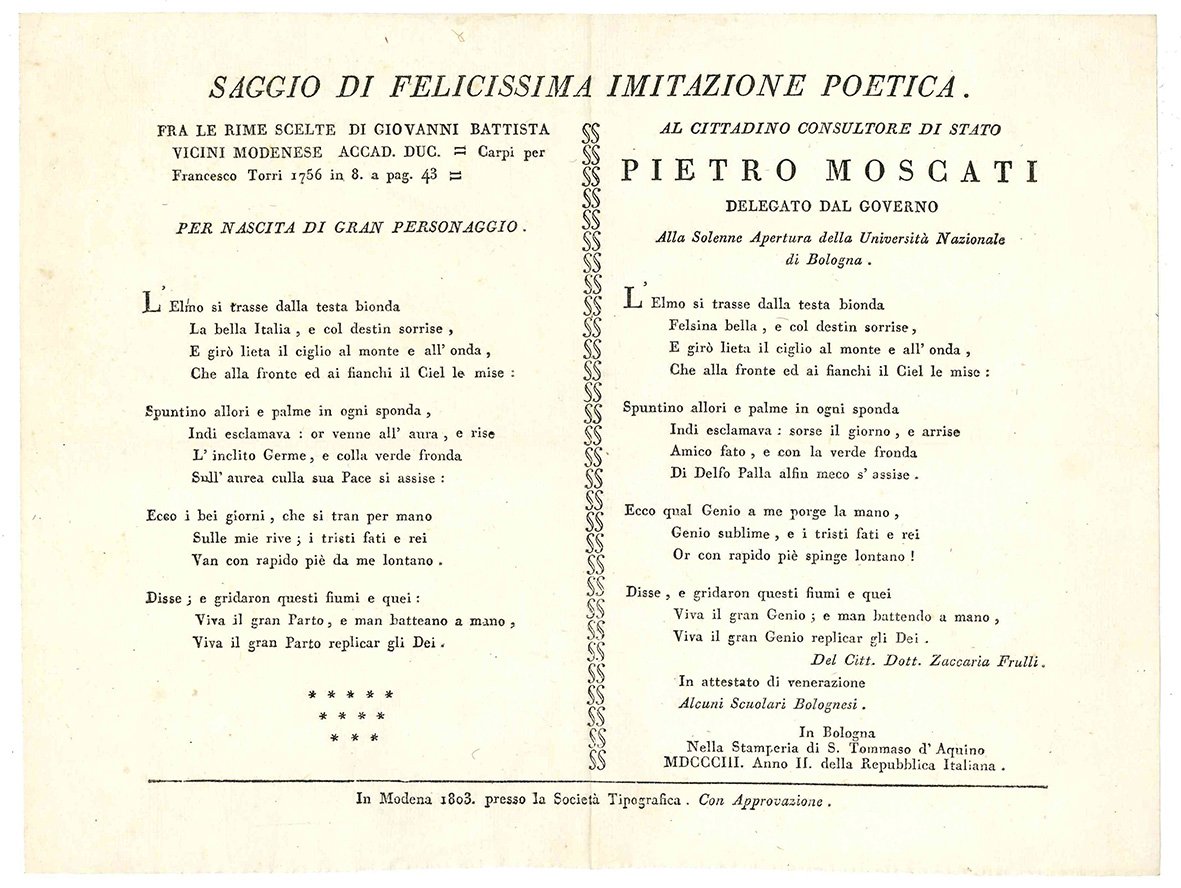 SAGGIO DI FELICISSIMA IMITAZIONE POETICA .
FRA LE RIME SCELTE DI GIOVANNI BATTISTA
VICINI MODENESE ACCAD. DUC. = Carpi per
Francesco Torri 1756 in 8. a pag. 43 =
PER NASCITA DI GRAN PERSONAGGIO .
L' Elmo si trasse dalla testa bionda
La bella Italia , e col destin sorrise ,
E girò lieta il ciglio al monte e all' onda ,
Che alla fronte ed ai fianchi il Ciel le mise :
Spuntino allori e palme in ogni sponda ,
Indi esclamava : or venne all' aura , e rise
L' inclito Germe , e colla verde fronda
Sull' aurea culla sua Pace si assise :
Ecco i bei giorni , che si tran per mano
Sulle mie rive ; i tristi fati e rei
Van con rapido piè da me lontano .
Disse ; e gridaron questi fiumi e quei :
Viva il gran Parto , e man batteano a mano ,
Viva il gran Parto replicar gli Dei .
* * * * *
* * * *
* * *
AL CITTADINO CONSULTORE DI STATO
PIETRO MOSCATI
DELEGATO DAL GOVERNO
Alla Solenne Apertura della Università Nazionale
di Bologna .
L' Elmo si trasse dalla testa bionda
Felsina bella , e col destin sorrise ,
E girò lieta il ciglio al monte e all' onda ,
Che alla fronte ed ai fianchi il Ciel le mise :
Spuntino allori e palme in ogni sponda
Indi esclamava : sorse il giorno , e arrise
Amico fato , e con la verde fronda
Di Delfo Palla alfin meco s' assise .
Ecco qual Genio a me porge la mano ,
Genio sublime , e i tristi fati e rei
Or con rapido piè spinge lontano !
Disse , e gridaron questi fiumi e quei
Viva il gran Genio ; e man battendo a mano ,
Viva il gran Genio replicar gli Dei .
Del Citt. Dott. Zaccaria Frulli .
In attestato di venerazione
Alcuni Scuolari Bolognesi .
In Bologna
Nella Stamperia di S. Tommaso d' Aquino
MDCCCIII. Anno II. della Repubblica Italiana .
In Modena 1803. presso la Società Tipografica . Con Approvazione .